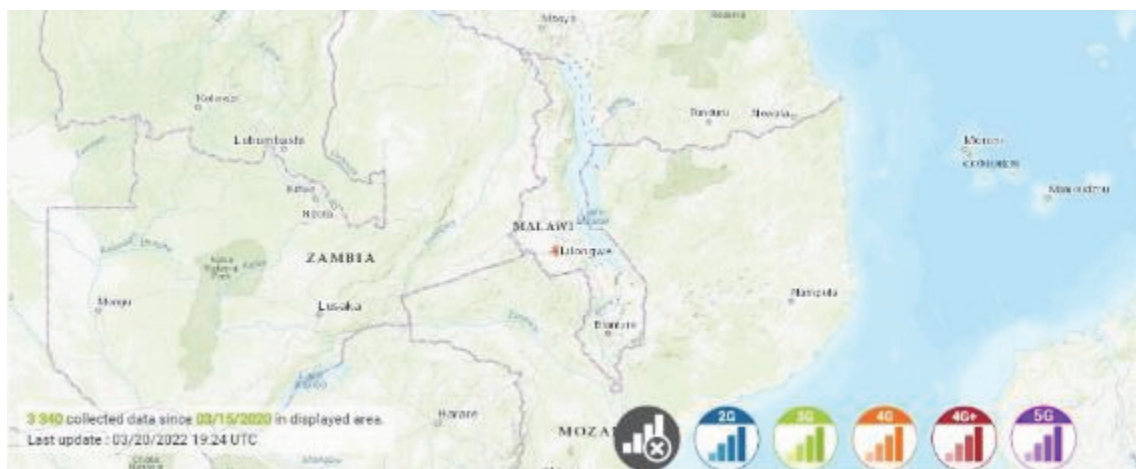 Mbeya
Kolwezi
Tunduru
Newala
Lubumbashi
Moroni
COMOROS
Mamoudzou
Kitwe
Ndola
MALAWI
ZAMBIA
Lilongwe
Mongu
Lusaka
Nampula
Blantyre
3 340 collected data since 03/15/2020 in displayed area.
Last update : 03/20/2022 19:24 UTC
Harare
MOZA
2G
3G
4G
4G+
5G